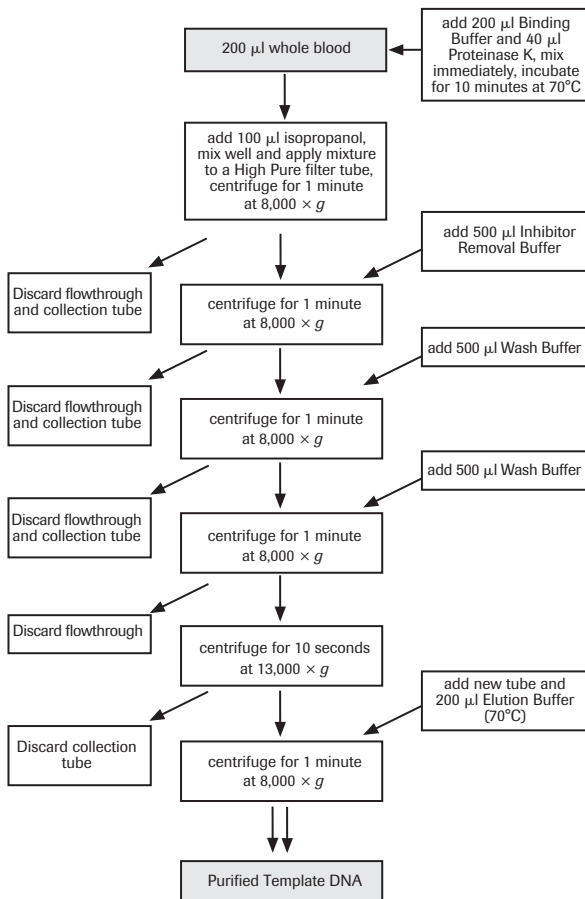 200 µl whole blood
add 200 µl Binding
Buffer and 40 µl
Proteinase K, mix
immediately, incubate
for 10 minutes at 70°C
add 100 µl isopropanol,
mix well and apply mixture
to a High Pure filter tube,
centrifuge for 1 minute
at 8,000 × g
add 500 µl Inhibitor
Removal Buffer
Discard flowthrough
and collection tube
centrifuge for 1 minute
at 8,000 × g
add 500 µl Wash Buffer
Discard flowthrough
and collection tube
centrifuge for 1 minute
at 8,000 × g
add 500 µl Wash Buffer
Discard flowthrough
and collection tube
centrifuge for 1 minute
at 8,000 × g
Discard flowthrough
centrifuge for 10 seconds
at 13,000 × g
add new tube and
200 µl Elution Buffer
(70°C)
Discard collection
tube
centrifuge for 1 minute
at 8,000 × g
Purified Template DNA